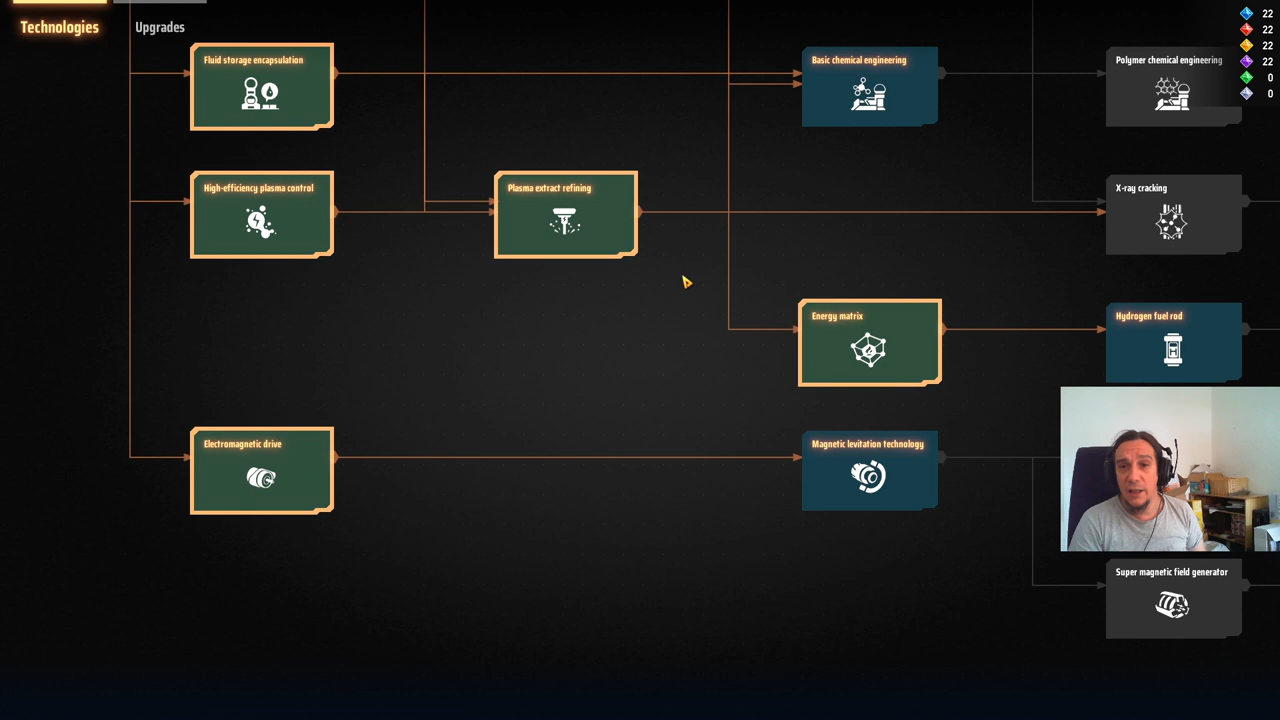 Technologies
Upgrades
22
22
22
22
0
0
Fluid storage encapsulation
Basic chemical engineering
Polymer chemical engineering
High-efficiency plasma control
Plasma extract refining
X-ray cracking
Energy matrix
Hydrogen fuel rod
Electromagnetic drive
Magnetic levitation technology
Super magnetic field generator